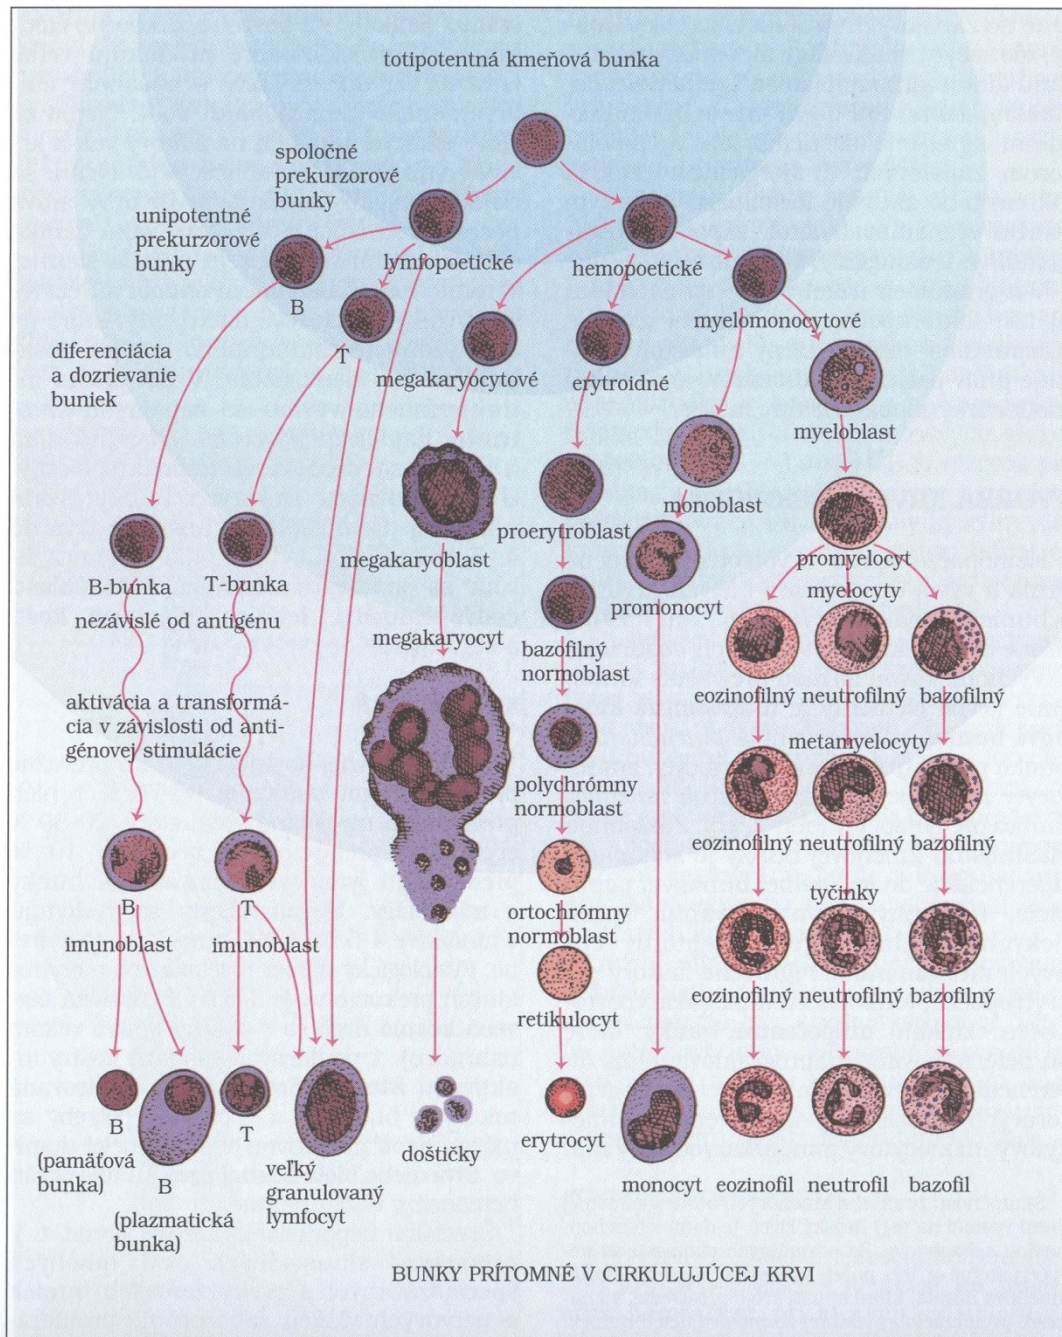 totipotentná kmeňová bunka
spoločné
prekurzorové
bunky
unipotentné
prekurzorové
bunky
lymfopoetické
hemopoetické
B
T
myelomonocytové
diferenciácia
a dozrievanie
buniek
megakaryocytové
erytroidné
myeloblast
monoblast
proerytroblast
megakaryoblast
promyelocyt
B-bunka
T-bunka
myelocyty
promonocyt
nezávislé od antigénu
megakaryocyt
bazofilný
normoblast
eozinofilný neutrofilný bazofilný
aktivácia a transformá-
cia v závislosti od anti-
génovej stimulácie
metamyelocyty
polychrómny
normoblast
eozinofilný neutrofilný bazofilný
tyčinky
B
T
imunoblast
imunoblast
ortochrómny
normoblast
eozinofilný neutrofilný bazofilný
retikulocyt
B
T
erytrocyt
doštičky
(pamäťová
bunka)
B
veľký
granulovaný
lymfocyt
monocyt eozinofil neutrofil bazofil
(plazmatická
bunka)
BUNKY PRÍTOMNÉ V CIRKULUJÚCEJ KRVI